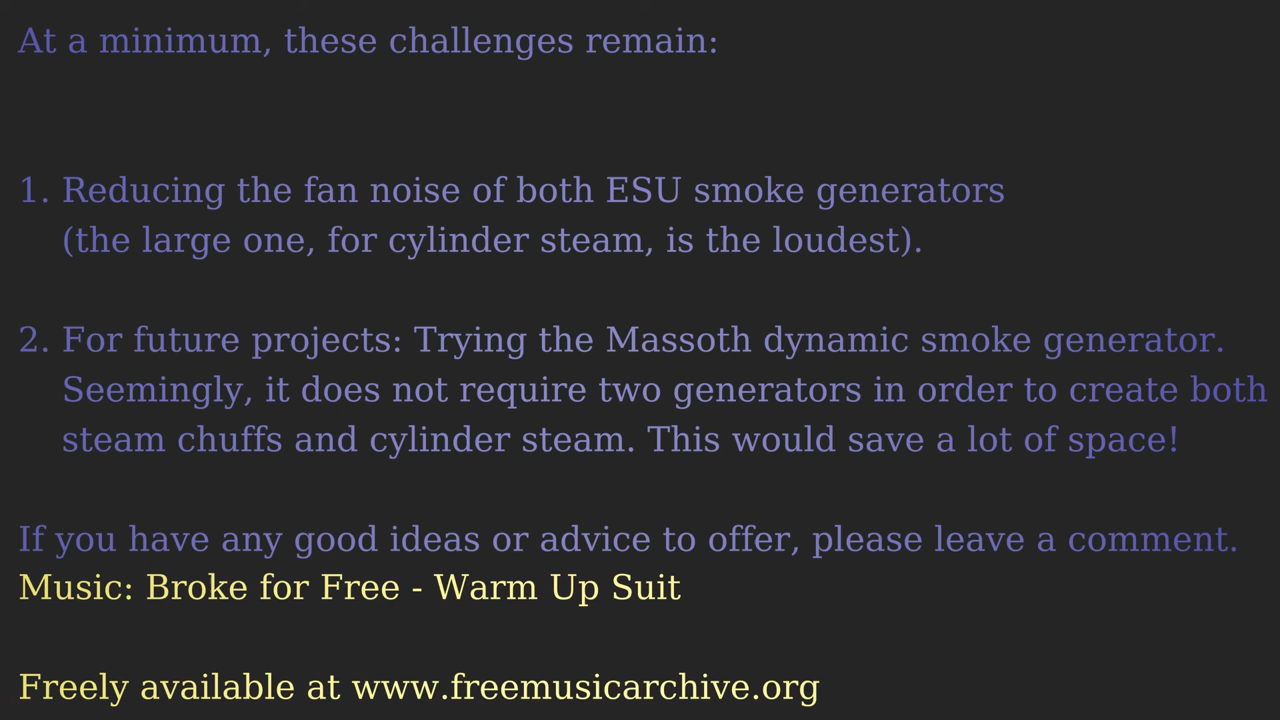 At a minimum, these challenges remain:
1. Reducing the fan noise of both ESU smoke generators
(the large one, for cylinder steam, is the loudest).
2. For future projects: Trying the Massoth dynamic smoke generator.
Seemingly, it does not require two generators in order to create both
steam chuffs and cylinder steam. This would save a lot of space!
If you have any good ideas or advice to offer, please leave a comment.
Music: Broke for Free - Warm Up Suit
Freely available at www.freemusicarchive.org